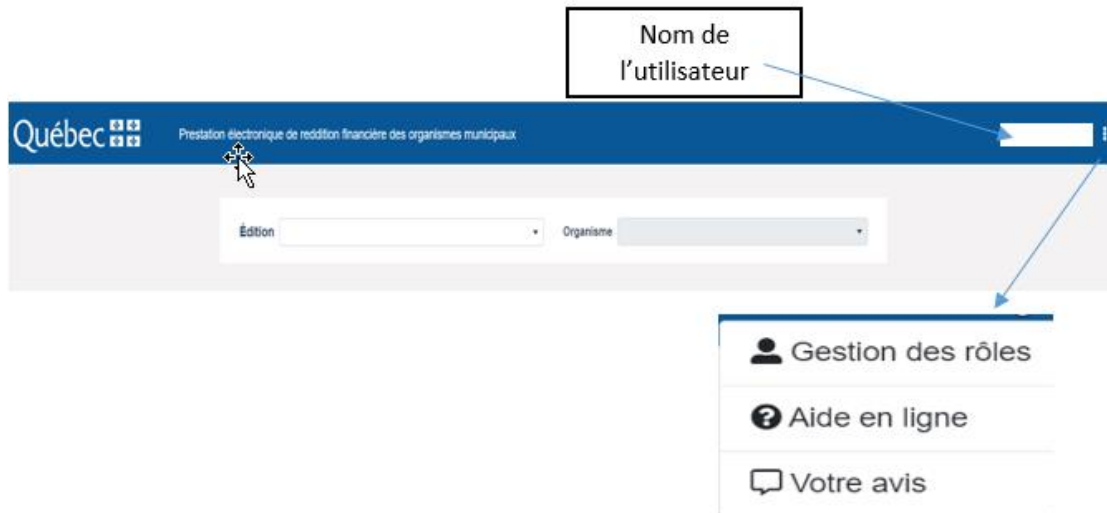 Nom de
l'utilisateur
Québec
Prestation électronique de reddition financière des organismes municipaux
Édition
Organisme
Gestion des rôles
Aide en ligne
Votre avis